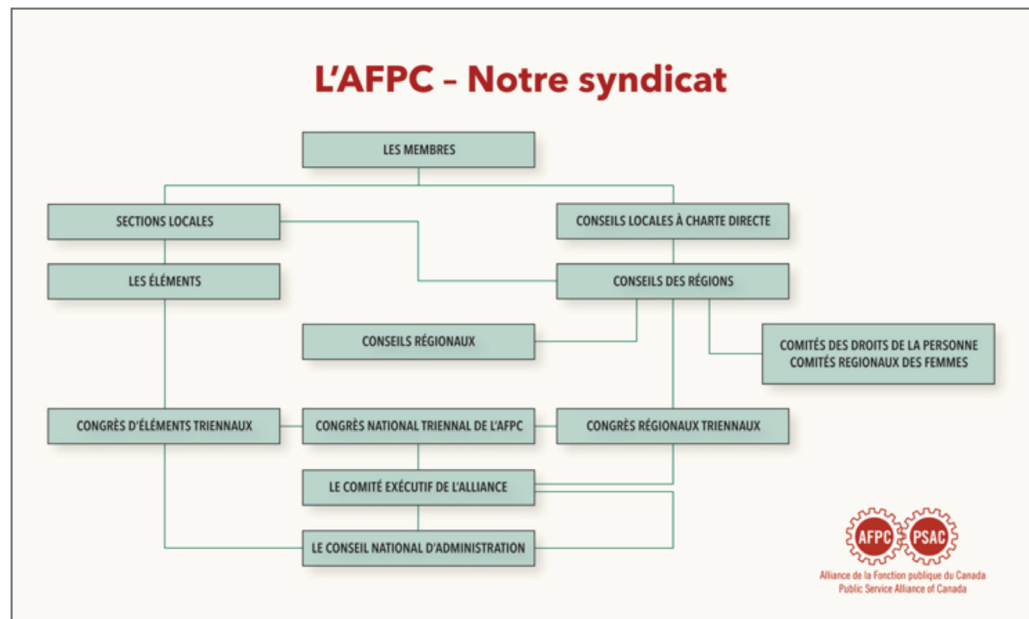 L'AFPC – Notre syndicat
LES MEMBRES
SECTIONS LOCALES
CONSEILS LOCALES À CHARTE DIRECTE
LES ÉLÉMENTS
CONSEILS DES RÉGIONS
CONSEILS RÉGIONAUX
COMITÉS DES DROITS DE LA PERSONNE
COMITÉS REGIONAUX DES FEMMES
CONGRÈS D'ÉLÉMENTS TRIENNAUX
CONGRÈS NATIONAL TRIENNAL DE L'AFPC
CONGRÈS RÉGIONAUX TRIENNAUX
LE COMITÉ EXÉCUTIF DE L'ALLIANCE
LE CONSEIL NATIONAL D'ADMINISTRATION
AFPC PSAC
Alliance de la Fonction publique du Canada
Public Service Alliance of Canada